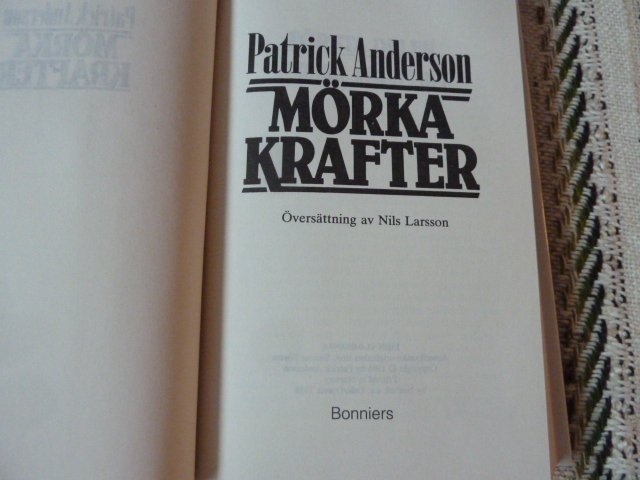 Patrick Anderson
MÖRKA
KRAFTER
Översättning av Nils Larsson
Bonniers